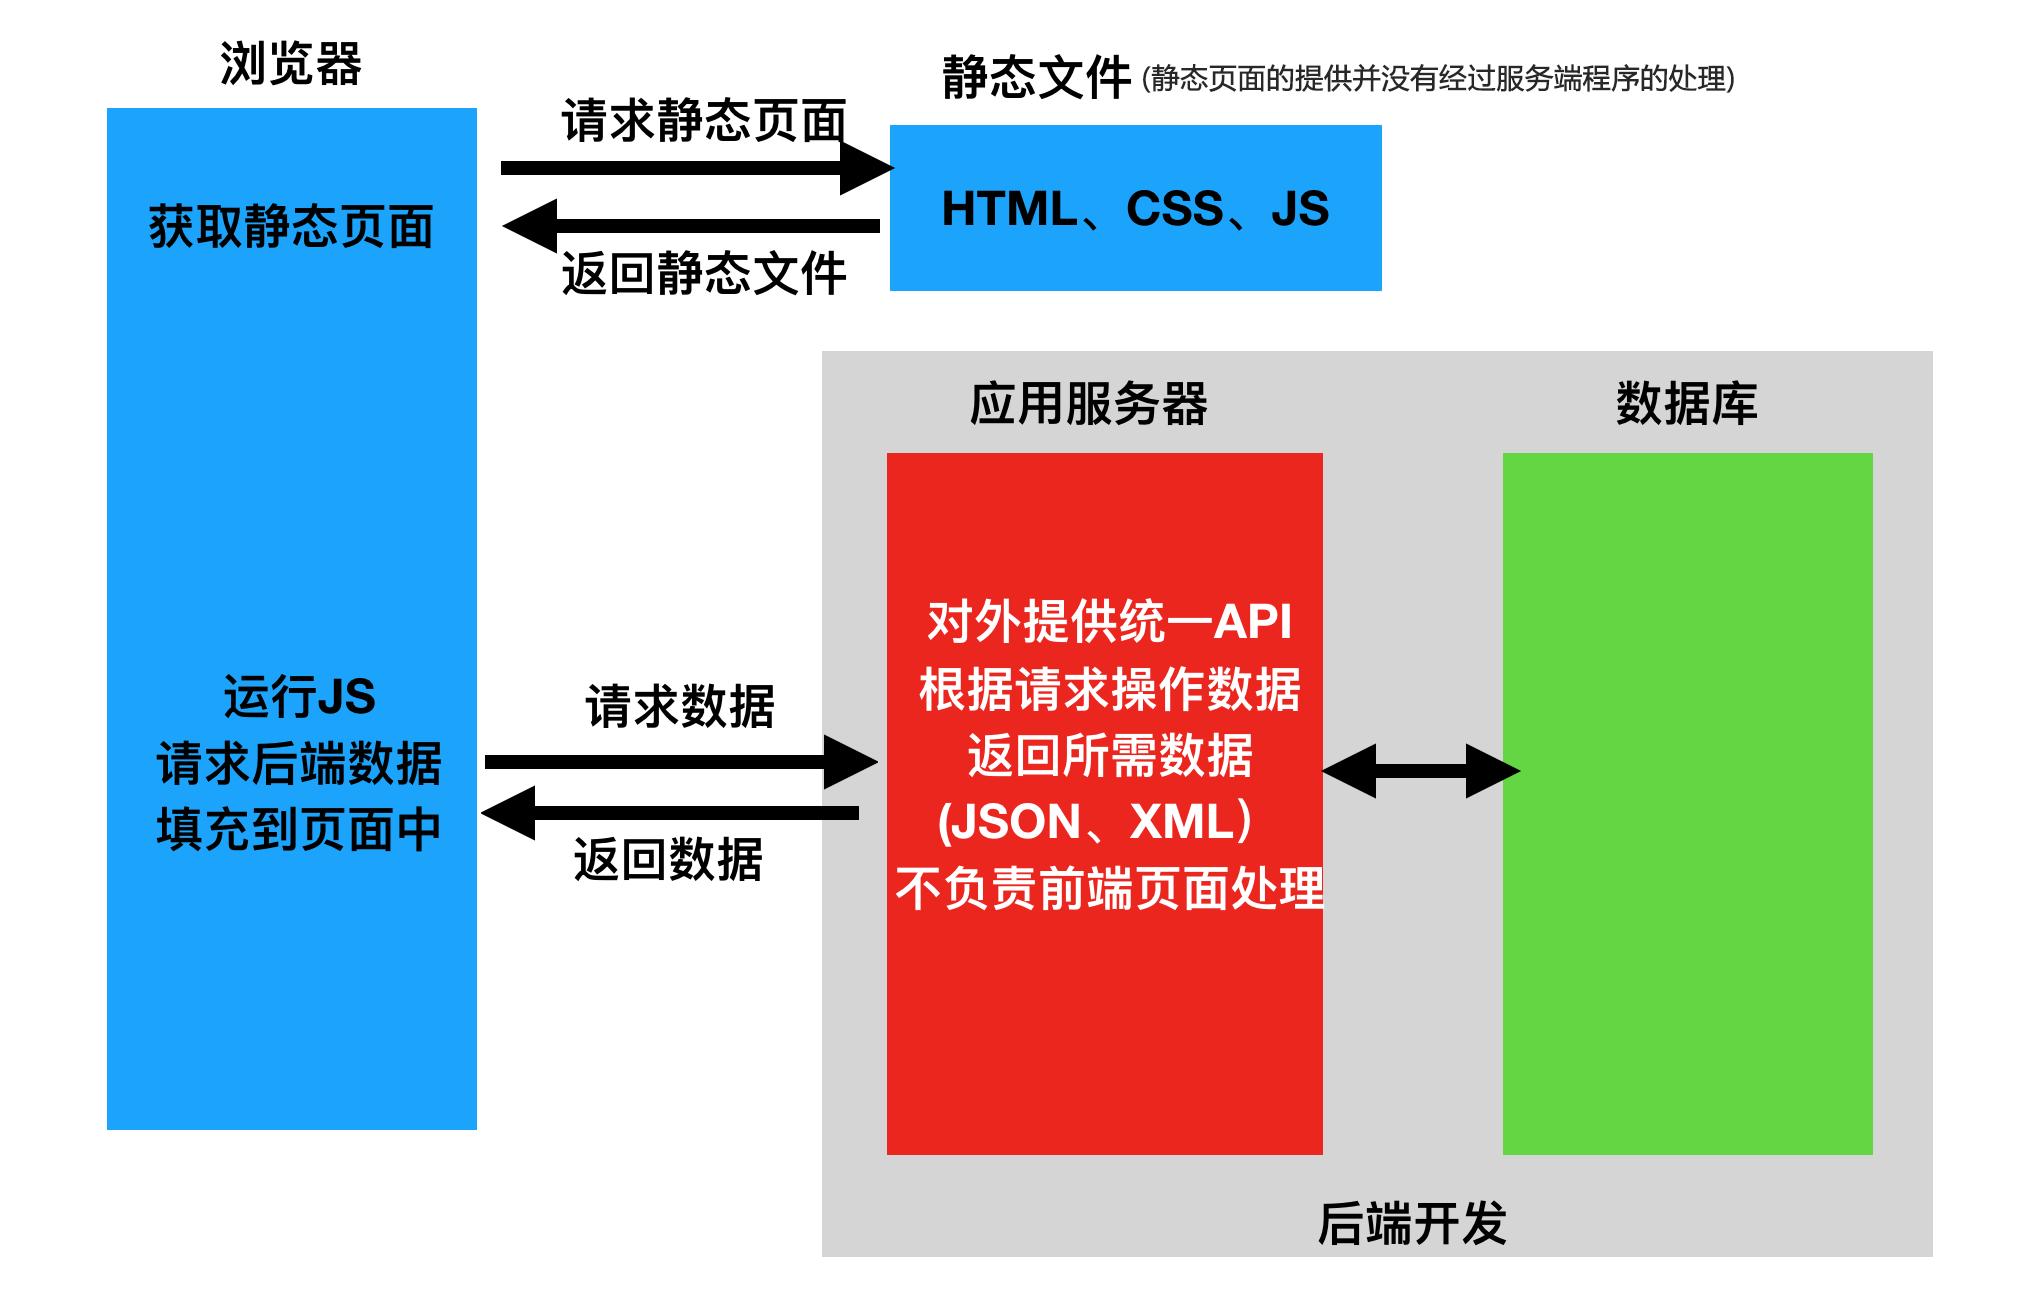 浏览器
静态文件 (静态页面的提供并没有经过服务端程序的处理)
请求静态页面
HTML、CSS、JS
获取静态页面
返回静态文件
应用服务器
数据库
对外提供统一API
根据请求操作数据
返回所需数据
(JSON、XML）
不负责前端页面处理
运行JS
请求后端数据
填充到页面中
请求数据
返回数据
后端开发